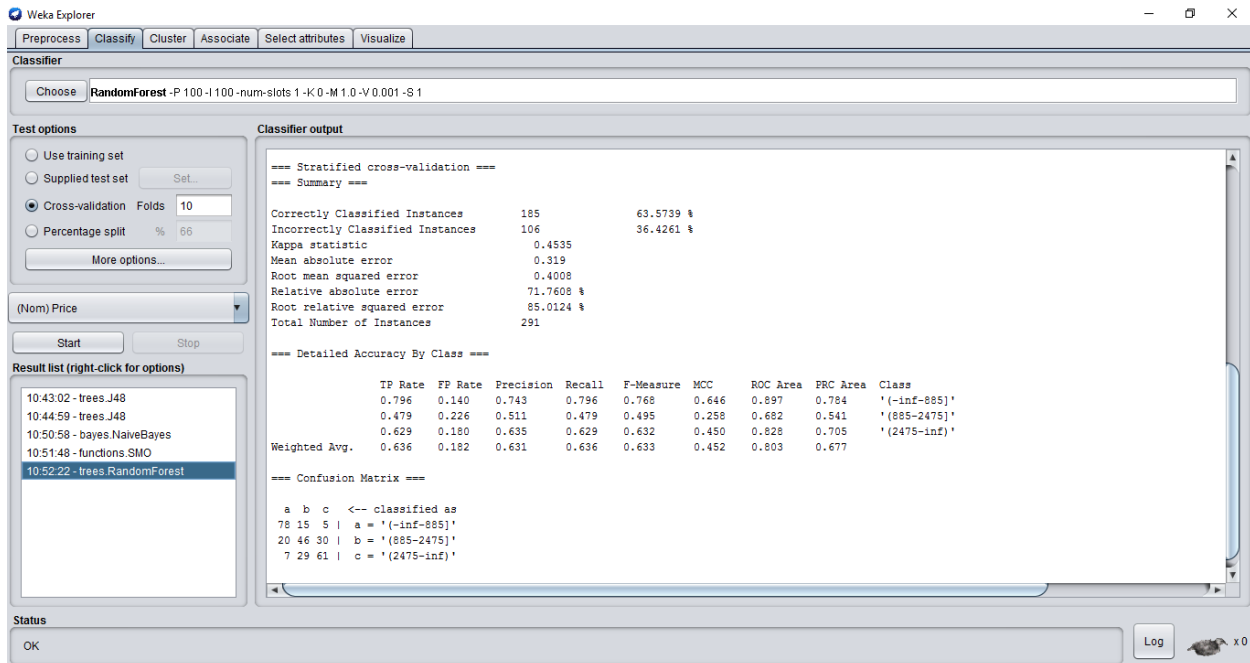 Weka Explorer
Preprocess Classify Cluster Associate Select attributes Visualize
Classifier
Choose RandomForest -P 100 -I 100 -num-slots 1 -K 0 -M 1.0 -V 0.001 -S 1
Test options
Use training set
Supplied test set Set...
Cross-validation Folds 10
Percentage split % 66
More options...
(Nom) Price
Start Stop
Result list (right-click for options)
10:43:02 - trees.J48
10:44:59 - trees.J48
10:50:58 - bayes.NaiveBayes
10:51:48 - functions.SMO
10:52:22 - trees.RandomForest
Classifier output
=== Stratified cross-validation ===
=== Summary ===
Correctly Classified Instances 185 63.5739 %
Incorrectly Classified Instances 106 36.4261 %
Kappa statistic 0.4535
Mean absolute error 0.319
Root mean squared error 0.4008
Relative absolute error 71.7608 %
Root relative squared error 85.0124 %
Total Number of Instances 291
=== Detailed Accuracy By Class ===
TP Rate FP Rate Precision Recall F-Measure MCC ROC Area PRC Area Class
0.796 0.140 0.743 0.796 0.768 0.646 0.897 0.784 '(-inf-885]'
0.479 0.226 0.511 0.479 0.495 0.258 0.682 0.541 '(885-2475]'
0.629 0.180 0.635 0.629 0.632 0.450 0.828 0.705 '(2475-inf)'
Weighted Avg. 0.636 0.182 0.631 0.636 0.633 0.452 0.803 0.677
=== Confusion Matrix ===
a b c <-- classified as
78 15 5 | a = '(-inf-885]'
20 46 30 | b = '(885-2475]'
7 29 61 | c = '(2475-inf)'
Status
OK
Log x 0